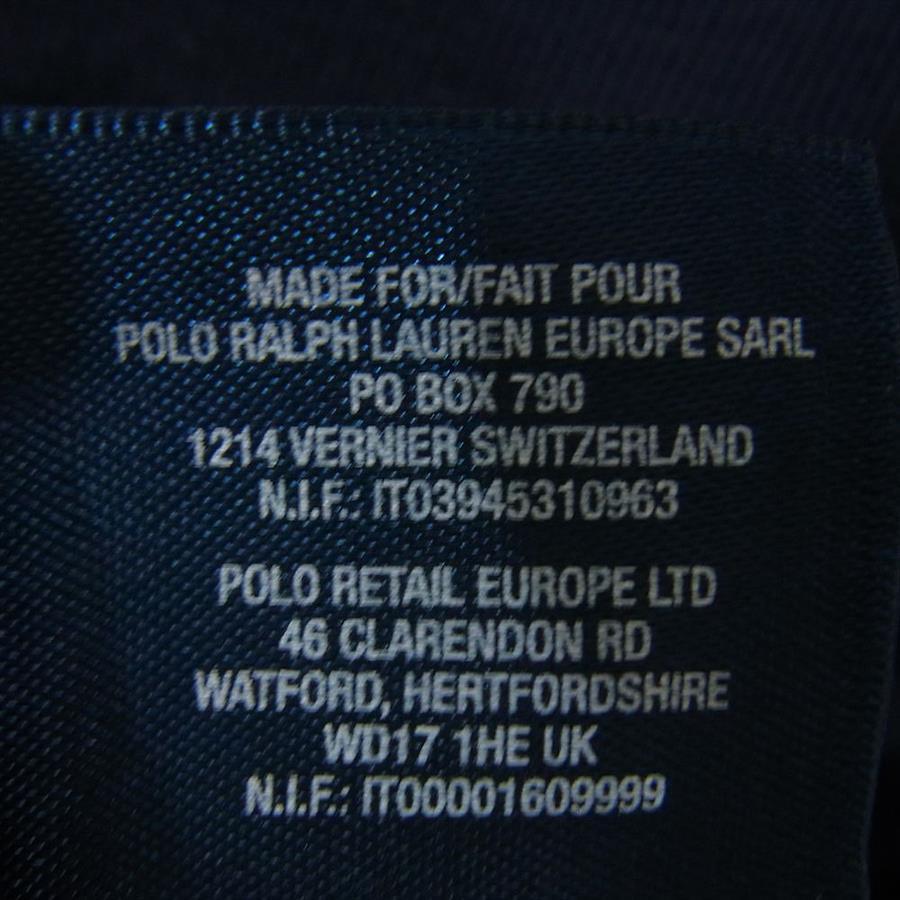 MADE FOR/FAIT POUR
POLO RALPH LAUREN EUROPE SARL
PO BOX 790
1214 VERNIER SWITZERLAND
N.I.F.: IT03945310963
POLO RETAIL EUROPE LTD
46 CLARENDON RD
WATFORD, HERTFORDSHIRE
WD17 1HE UK
N.I.F.: IT00001609999